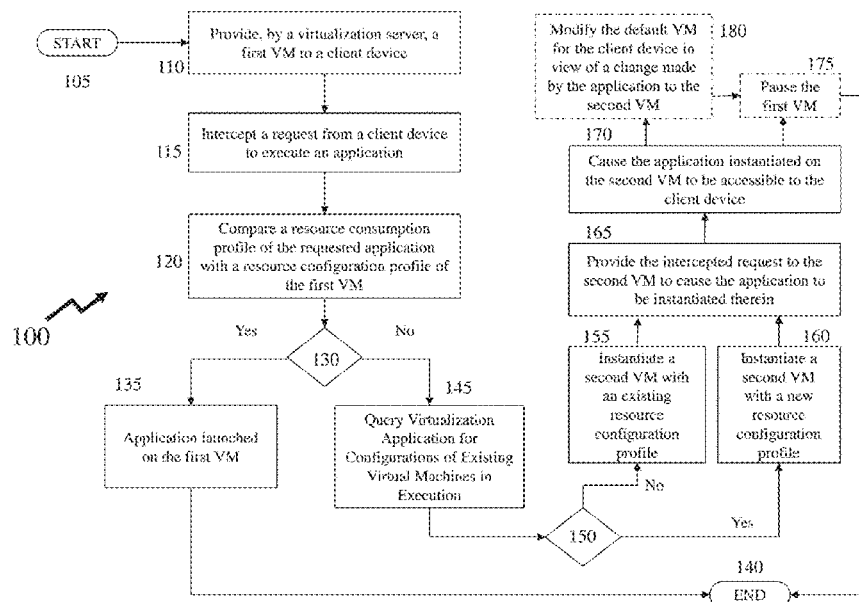 START
105
Provide, by a virtualization server, a
first VM to a client device
110
Intercept a request from a client device
to execute an application
115
Compare a resource consumption
profile of the requested application
with a resource configuration profile of
the first VM
120
100
Yes
130
No
135
Application launched
on the first VM
145
Query Virtualization
Application for
Configurations of Existing
Virtual Machines in
Execution
150
No
Yes
155
Instantiate a
second VM with
an existing
resource
configuration
profile
160
Instantiate a
second VM
with a new
resource
configuration
profile
165
Provide the intercepted request to the
second VM to cause the application to
be instantiated therein
170
Cause the application instantiated on
the second VM to be accessible to the
client device
180
Modify the default VM
for the client device in
view of a change made
by the application to the
second VM
175
Pause the
first VM
140
END